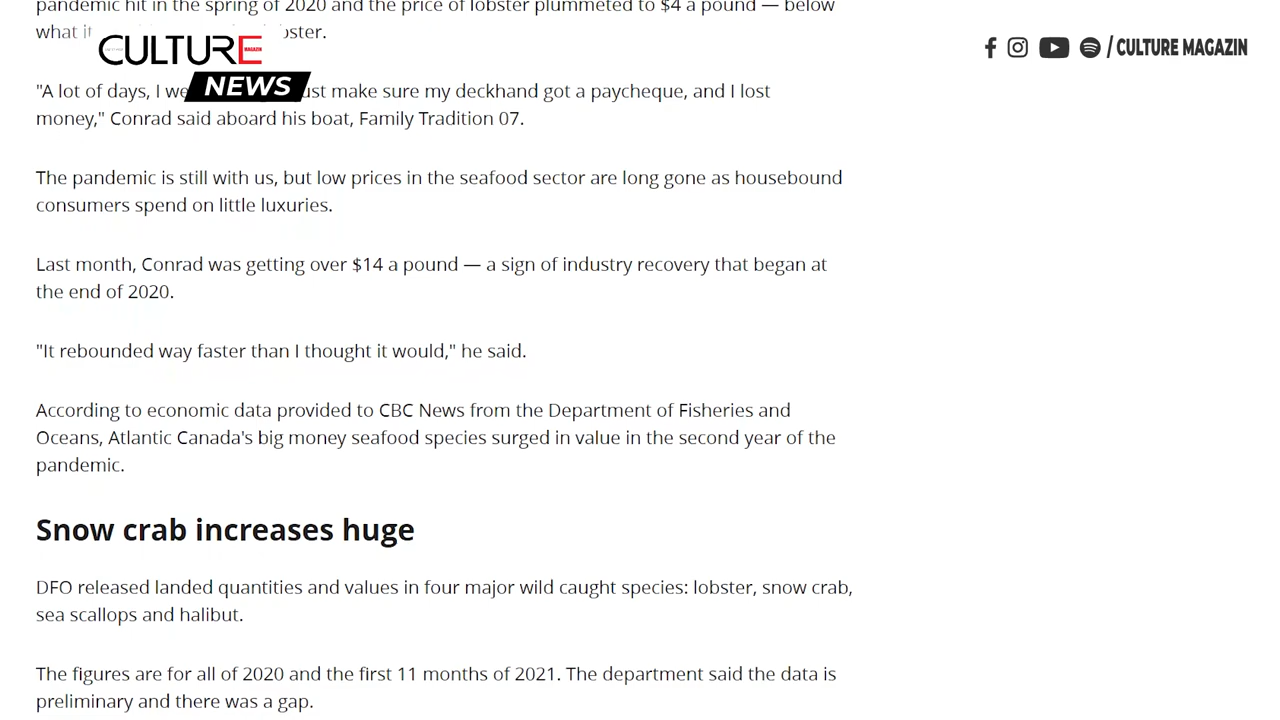 pandemic hit in the spring of 2020 and the price of lobster plummeted to $4 a pound — below
what it
CULTURE
MAGAZIN
NEWS
/ CULTURE MAGAZIN
"A lot of days, I make sure my deckhand got a paycheque, and I lost
money," Conrad said aboard his boat, Family Tradition 07.
The pandemic is still with us, but low prices in the seafood sector are long gone as housebound
consumers spend on little luxuries.
Last month, Conrad was getting over $14 a pound — a sign of industry recovery that began at
the end of 2020.
"It rebounded way faster than I thought it would," he said.
According to economic data provided to CBC News from the Department of Fisheries and
Oceans, Atlantic Canada's big money seafood species surged in value in the second year of the
pandemic.
Snow crab increases huge
DFO released landed quantities and values in four major wild caught species: lobster, snow crab,
sea scallops and halibut.
The figures are for all of 2020 and the first 11 months of 2021. The department said the data is
preliminary and there was a gap.